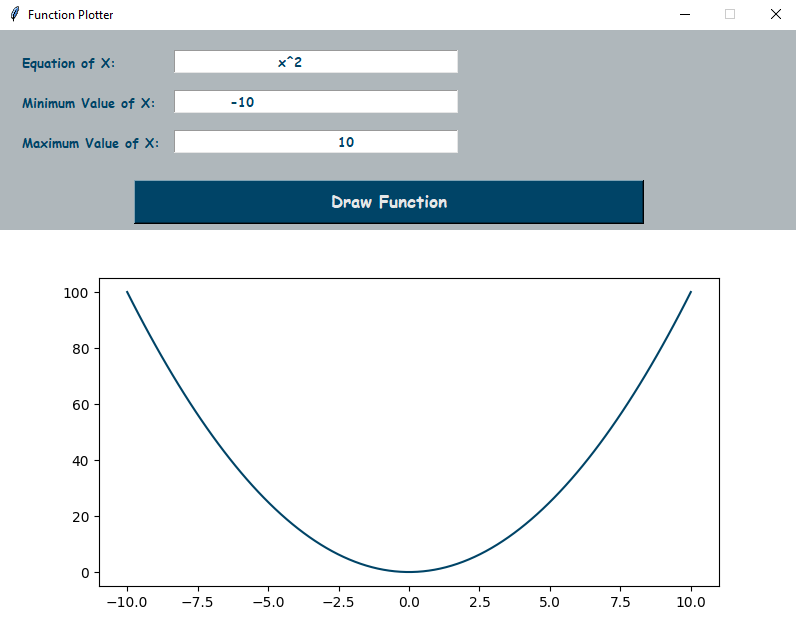 Function Plotter
Equation of X: x^2
Minimum Value of X: -10
Maximum Value of X: 10
Draw Function
100
80
60
40
20
0
−10.0 −7.5 −5.0 −2.5 0.0 2.5 5.0 7.5 10.0